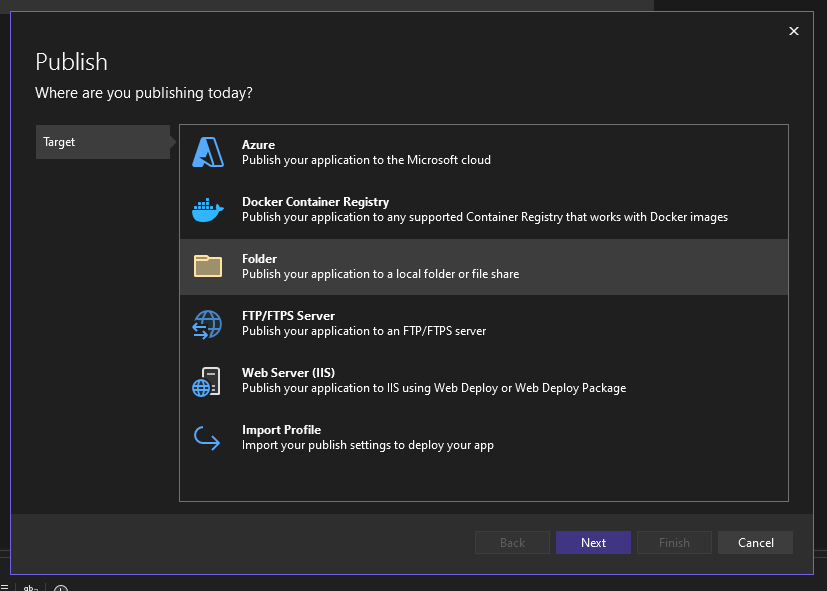 Publish
Where are you publishing today?
Target
Azure
Publish your application to the Microsoft cloud
Docker Container Registry
Publish your application to any supported Container Registry that works with Docker images
Folder
Publish your application to a local folder or file share
FTP/FTPS Server
Publish your application to an FTP/FTPS server
Web Server (IIS)
Publish your application to IIS using Web Deploy or Web Deploy Package
Import Profile
Import your publish settings to deploy your app
Back
Next
Finish
Cancel